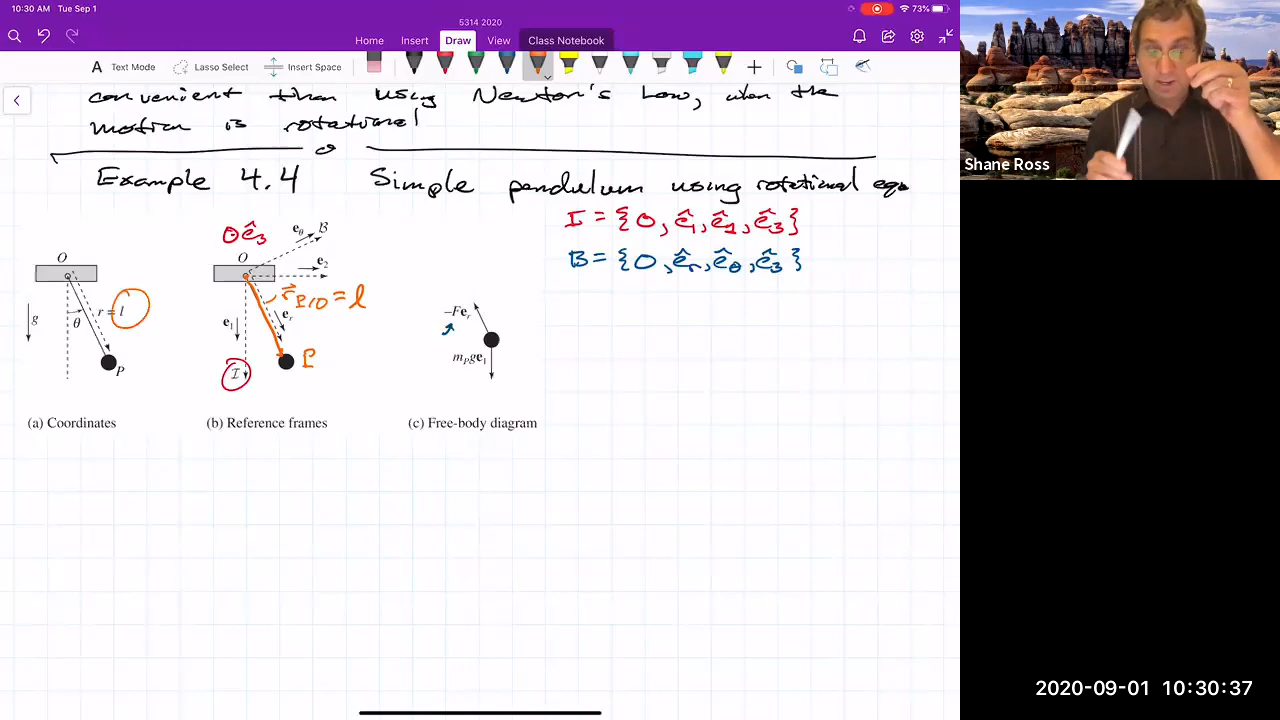 10:30 AM Tue Sep 1
73%
5314 2020
Home Insert Draw View Class Notebook
A Text Mode Lasso Select Insert Space
convenient than using Newton's Law, when the
motion is rotational
Example 4.4 Simple pendulum using rotational eqn
Shane Ross
I = {O, ê₁, ê₂, ê₃}
B = {O, êr, êθ, ê₃}
O
g
θ
r = l
P
(a) Coordinates
⊙ê₃
O
eθ
B
e₂
r⃗P/O = l
e₁
er
I
P
(b) Reference frames
–Fer
mPge₁
(c) Free-body diagram
2020-09-01 10:30:37